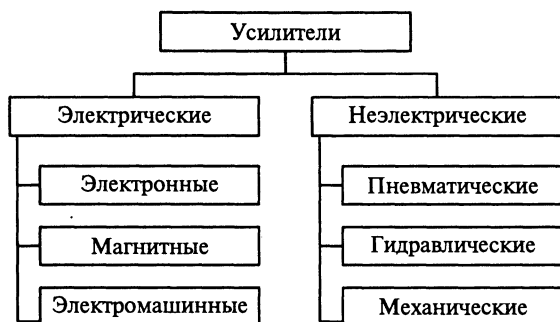 Усилители
Электрические
Неэлектрические
Электронные
Пневматические
Магнитные
Гидравлические
Электромашинные
Механические